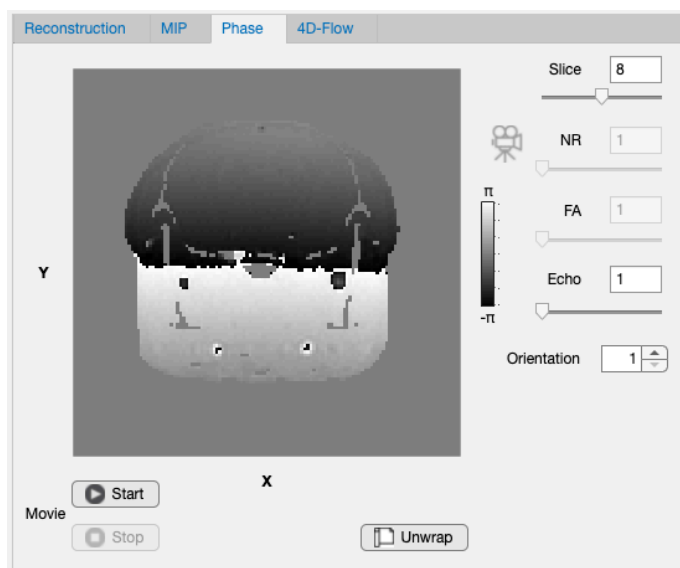 Reconstruction MIP Phase 4D-Flow
Slice 8
NR 1
π
FA 1
Y
Echo 1
-π
Orientation 1
X
Start
Movie
Stop
Unwrap